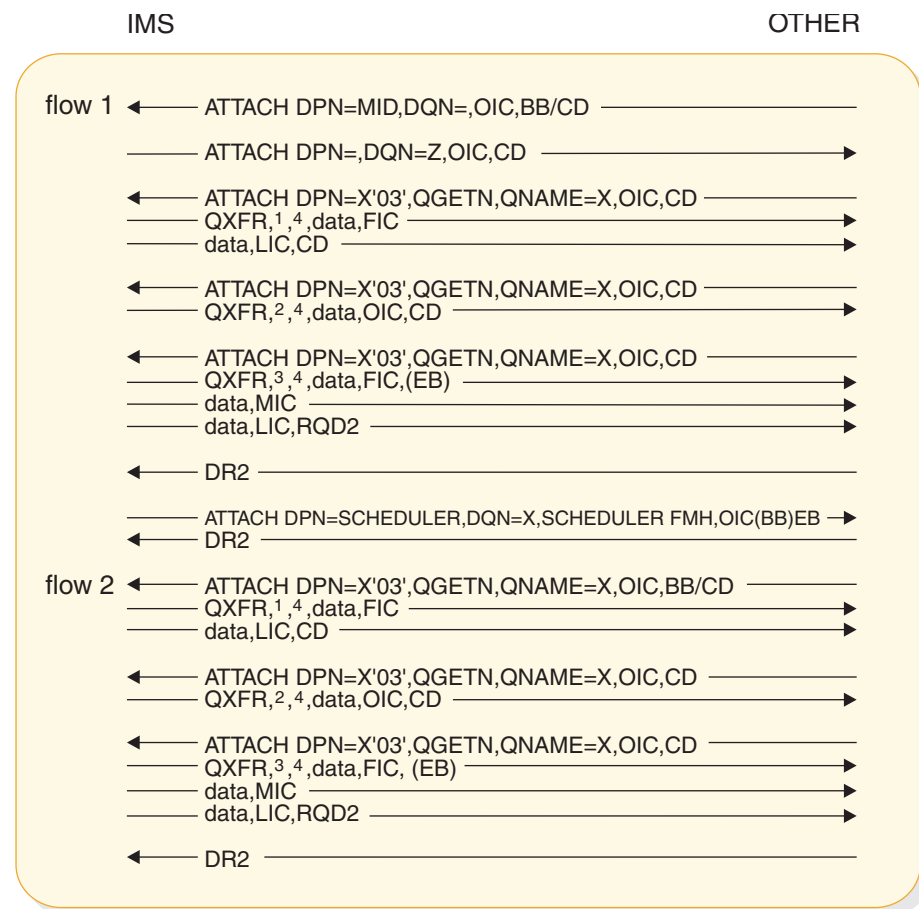 IMS OTHER
flow 1 ATTACH DPN=MID,DQN=,OIC,BB/CD
ATTACH DPN=,DQN=Z,OIC,CD
ATTACH DPN=X'03',QGETN,QNAME=X,OIC,CD
QXFR,1,4,data,FIC
data,LIC,CD
ATTACH DPN=X'03',QGETN,QNAME=X,OIC,CD
QXFR,2,4,data,OIC,CD
ATTACH DPN=X'03',QGETN,QNAME=X,OIC,CD
QXFR,3,4,data,FIC,(EB)
data,MIC
data,LIC,RQD2
DR2
ATTACH DPN=SCHEDULER,DQN=X,SCHEDULER FMH,OIC(BB)EB
DR2
flow 2 ATTACH DPN=X'03',QGETN,QNAME=X,OIC,BB/CD
QXFR,1,4,data,FIC
data,LIC,CD
ATTACH DPN=X'03',QGETN,QNAME=X,OIC,CD
QXFR,2,4,data,OIC,CD
ATTACH DPN=X'03',QGETN,QNAME=X,OIC,CD
QXFR,3,4,data,FIC, (EB)
data,MIC
data,LIC,RQD2
DR2